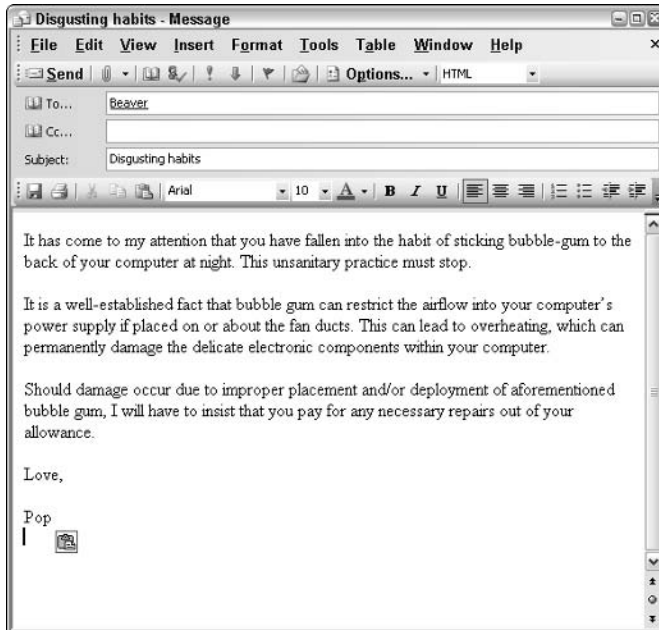 Disgusting habits - Message
File Edit View Insert Format Tools Table Window Help
Send Options... HTML
To... Beaver
Cc...
Subject: Disgusting habits
Arial 10 A B I U
It has come to my attention that you have fallen into the habit of sticking bubble-gum to the
back of your computer at night. This unsanitary practice must stop.
It is a well-established fact that bubble gum can restrict the airflow into your computer's
power supply if placed on or about the fan ducts. This can lead to overheating, which can
permanently damage the delicate electronic components within your computer.
Should damage occur due to improper placement and/or deployment of aforementioned
bubble gum, I will have to insist that you pay for any necessary repairs out of your
allowance.
Love,
Pop